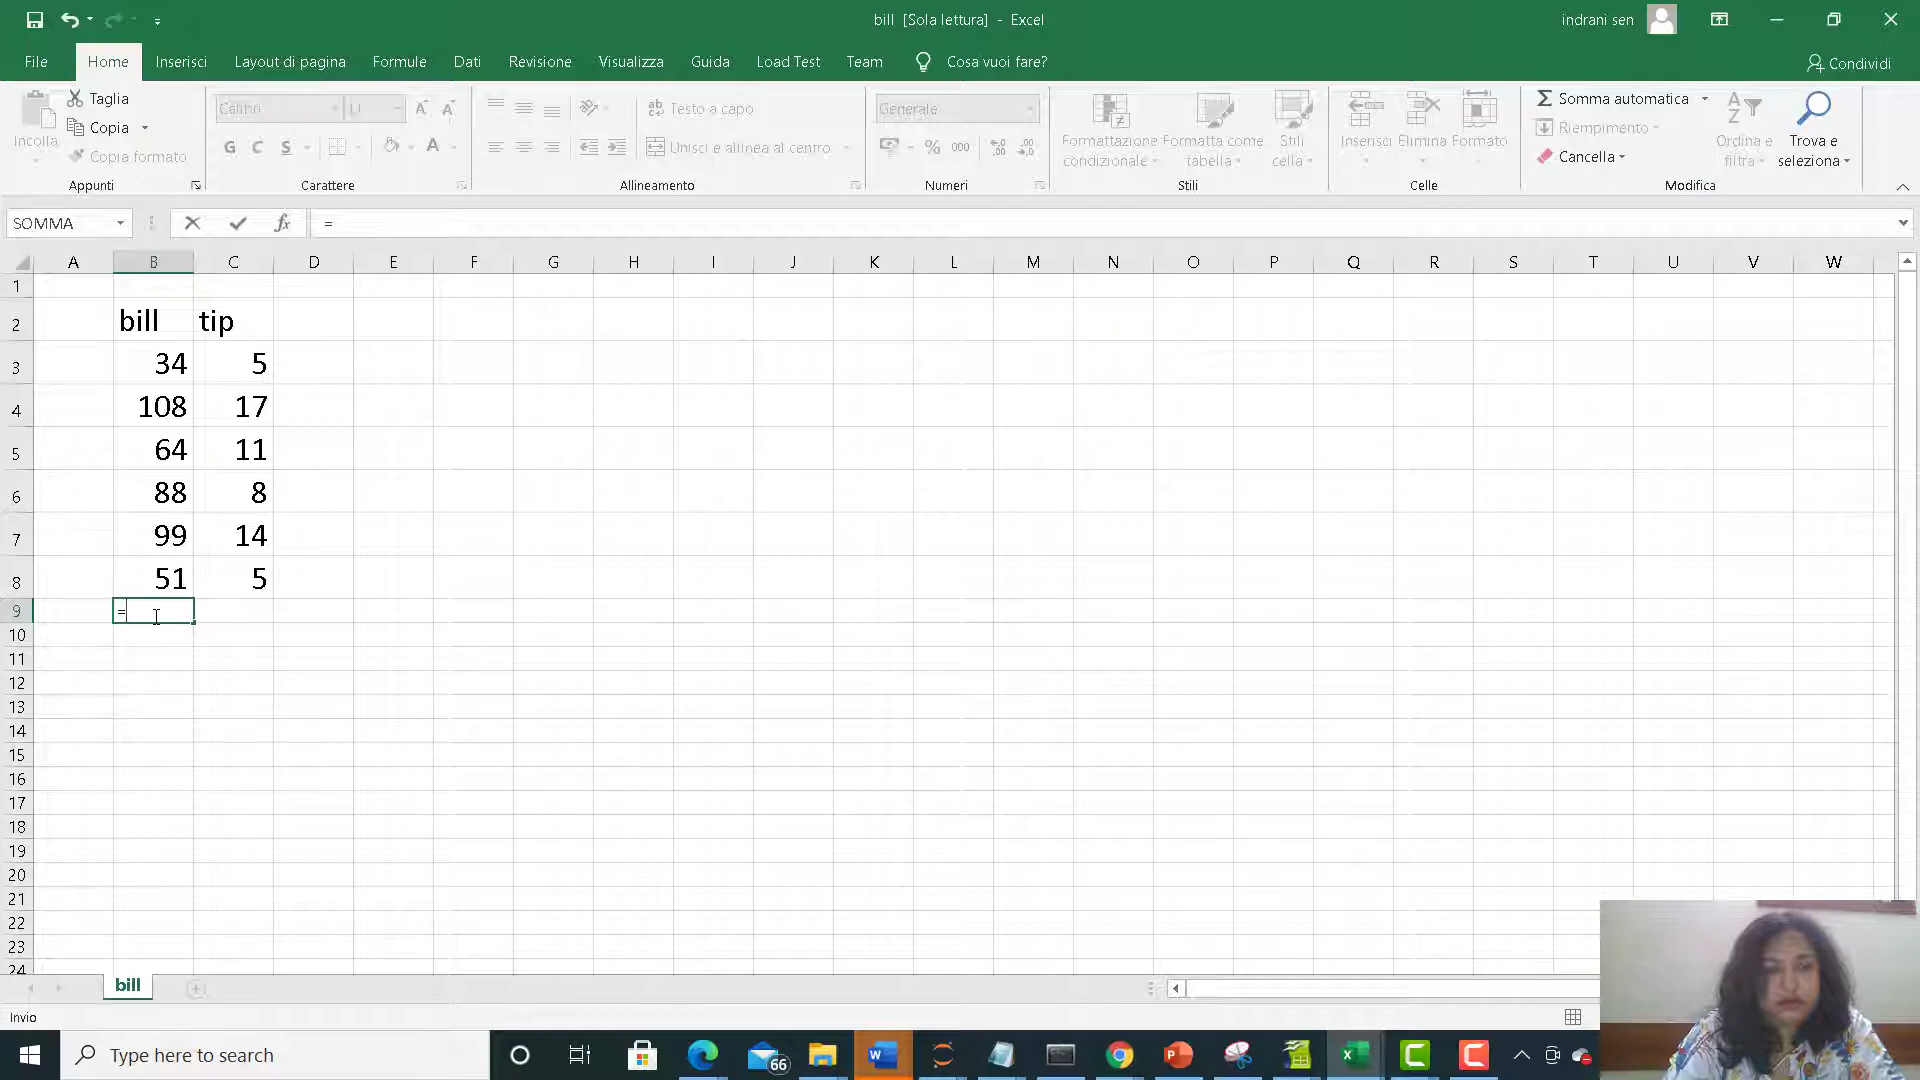 bill [Sola lettura] - Excel
indrani sen
File Home Inserisci Layout di pagina Formule Dati Revisione Visualizza Guida Load Test Team Cosa vuoi fare? Condividi
Incolla
Taglia
Copia
Copia formato
Appunti
Calibri 11
G C S A
Carattere
Testo a capo
Unisci e allinea al centro
Allineamento
Generale
% 000
Numeri
Formattazione condizionale
Formatta come tabella
Stili cella
Stili
Inserisci Elimina Formato
Celle
Somma automatica
Riempimento
Cancella
Ordina e filtra
Trova e seleziona
Modifica
SOMMA fx =
A B C D E F G H I J K L M N O P Q R S T U V W
1
2 bill tip
3 34 5
4 108 17
5 64 11
6 88 8
7 99 14
8 51 5
9 =
10
11
12
13
14
15
16
17
18
19
20
21
22
23
24
bill
Invio
Type here to search
66